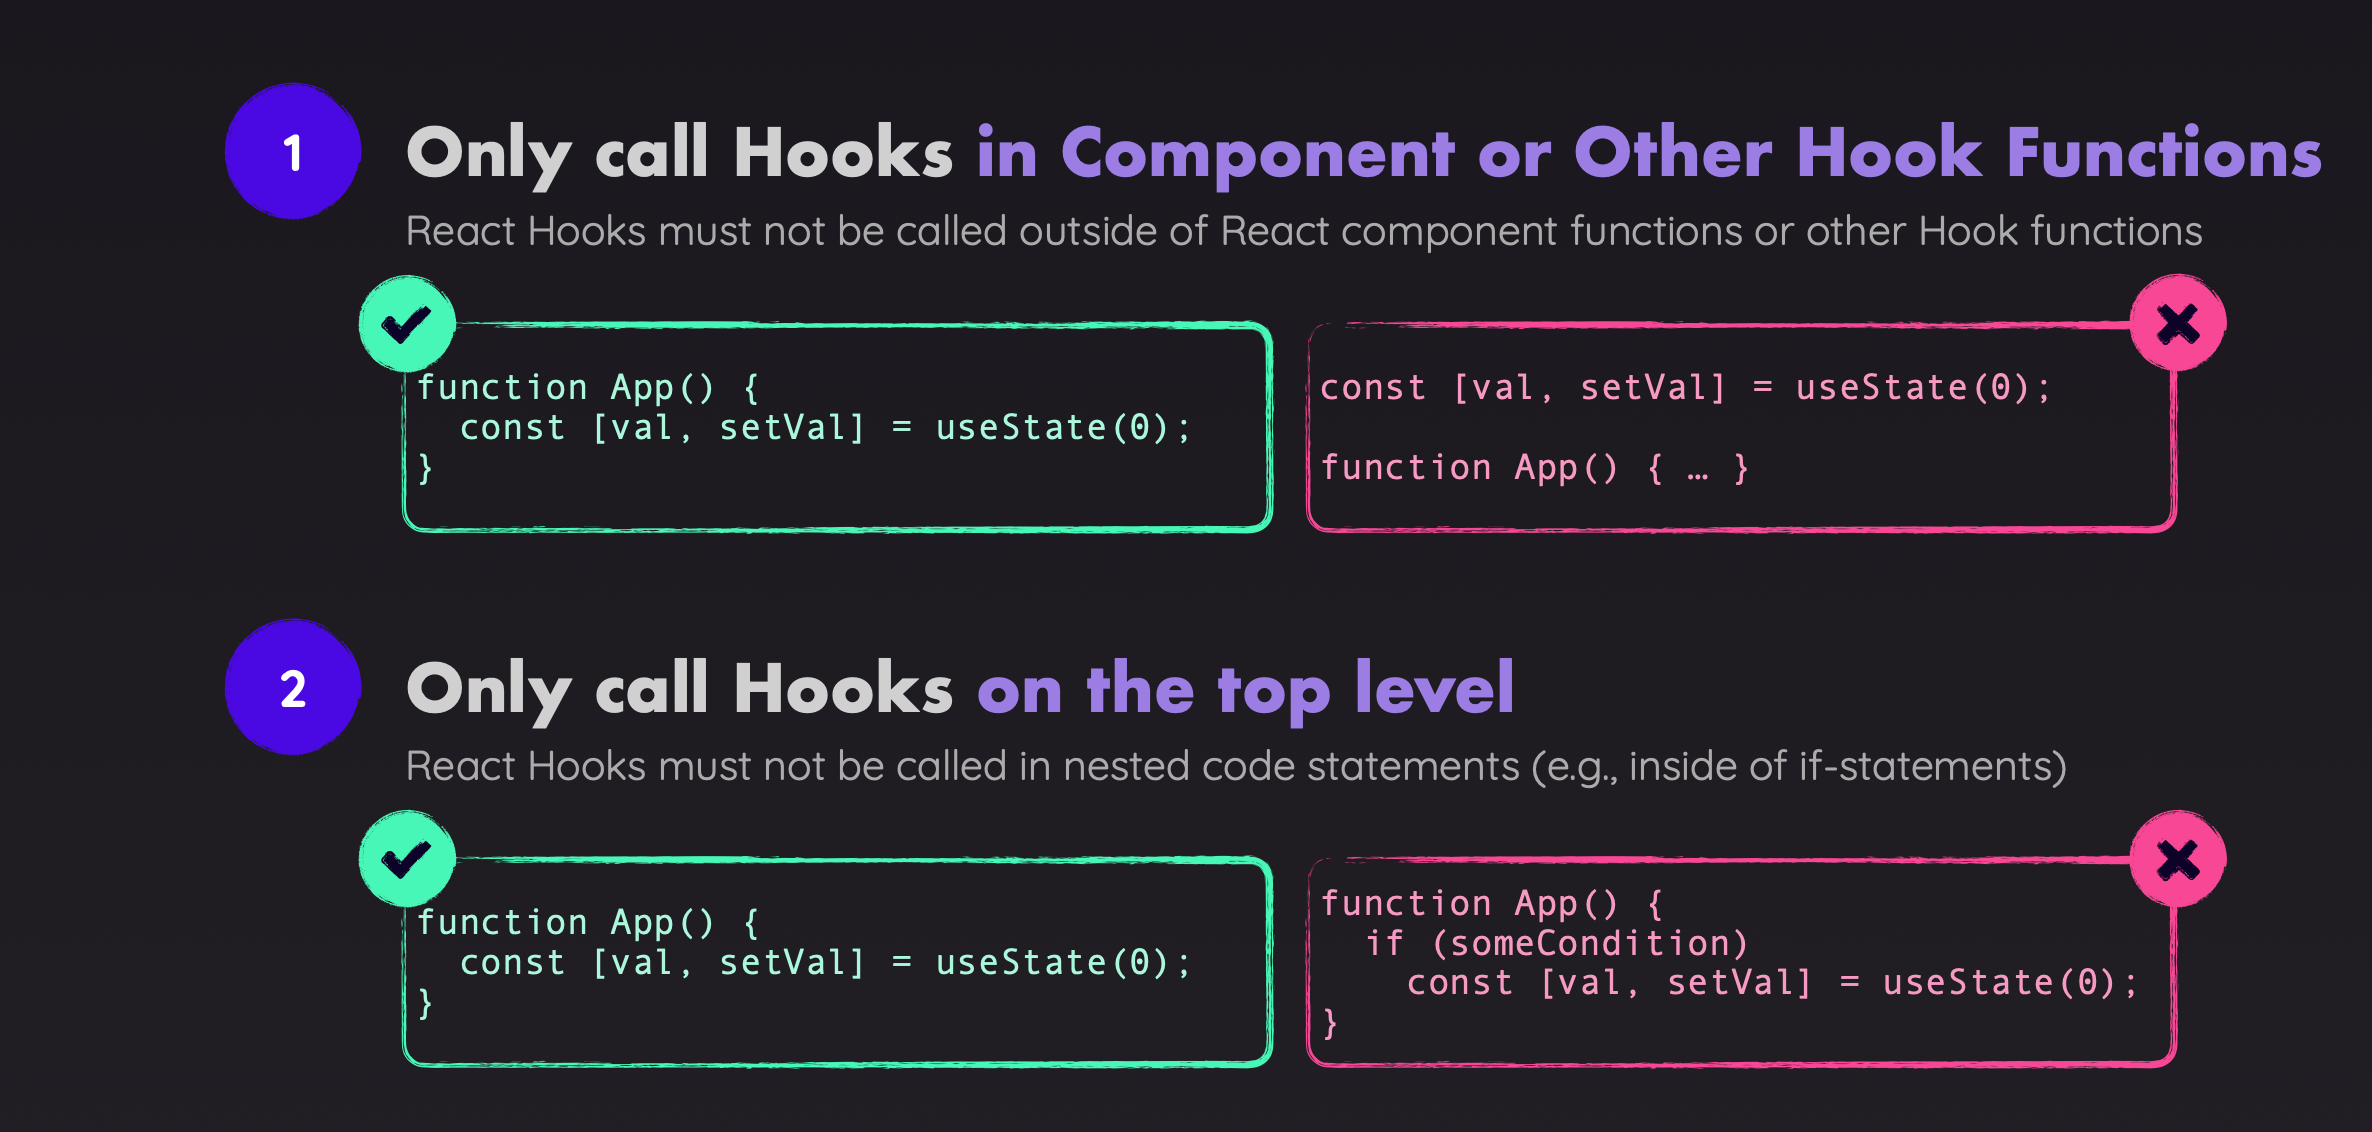 1
Only call Hooks in Component or Other Hook Functions
React Hooks must not be called outside of React component functions or other Hook functions
function App() {
  const [val, setVal] = useState(0);
}
const [val, setVal] = useState(0);
function App() { … }
2
Only call Hooks on the top level
React Hooks must not be called in nested code statements (e.g., inside of if-statements)
function App() {
  const [val, setVal] = useState(0);
}
function App() {
  if (someCondition)
    const [val, setVal] = useState(0);
}